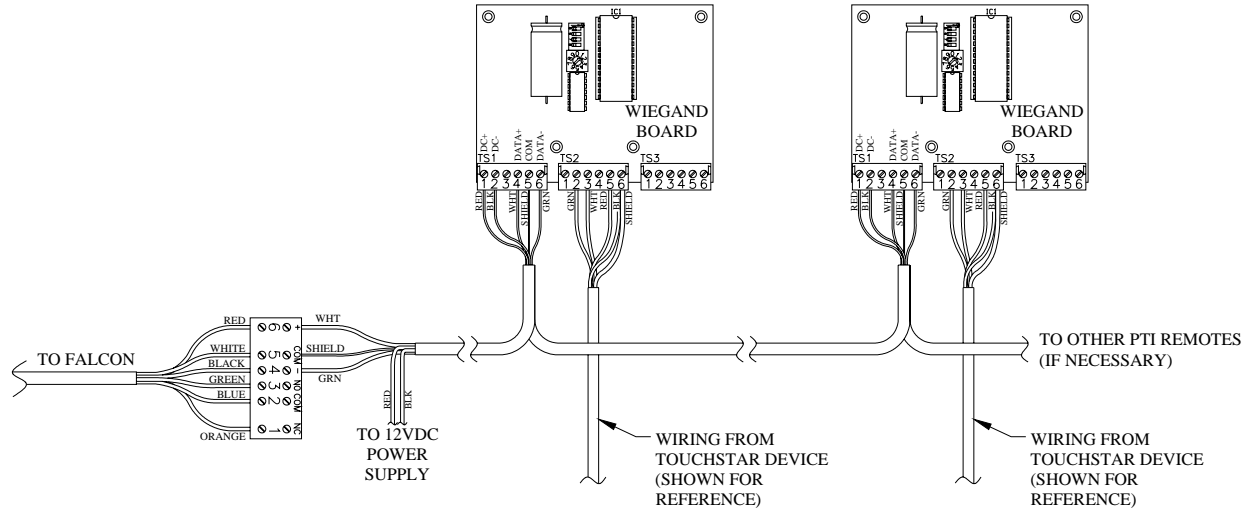 IC1
IC1
WIEGAND
BOARD
WIEGAND
BOARD
DC+
DC-
DATA+
COM
DATA-
DC+
DC-
DATA+
COM
DATA-
TS1
TS2
TS3
TS1
TS2
TS3
1 2 3 4 5 6
1 2 3 4 5 6
1 2 3 4 5 6
1 2 3 4 5 6
1 2 3 4 5 6
1 2 3 4 5 6
RED
BLK
WHT
SHIELD
GRN
GRN
WHT
RED
BLK
SHIELD
RED
BLK
WHT
SHIELD
GRN
GRN
WHT
RED
BLK
SHIELD
TO FALCON
RED
WHITE
BLACK
GREEN
BLUE
ORANGE
6 +
5 COM
4 -
3 NO
2 COM
1 NC
WHT
SHIELD
GRN
RED
BLK
TO 12VDC
POWER
SUPPLY
WIRING FROM
TOUCHSTAR DEVICE
(SHOWN FOR
REFERENCE)
WIRING FROM
TOUCHSTAR DEVICE
(SHOWN FOR
REFERENCE)
TO OTHER PTI REMOTES
(IF NECESSARY)